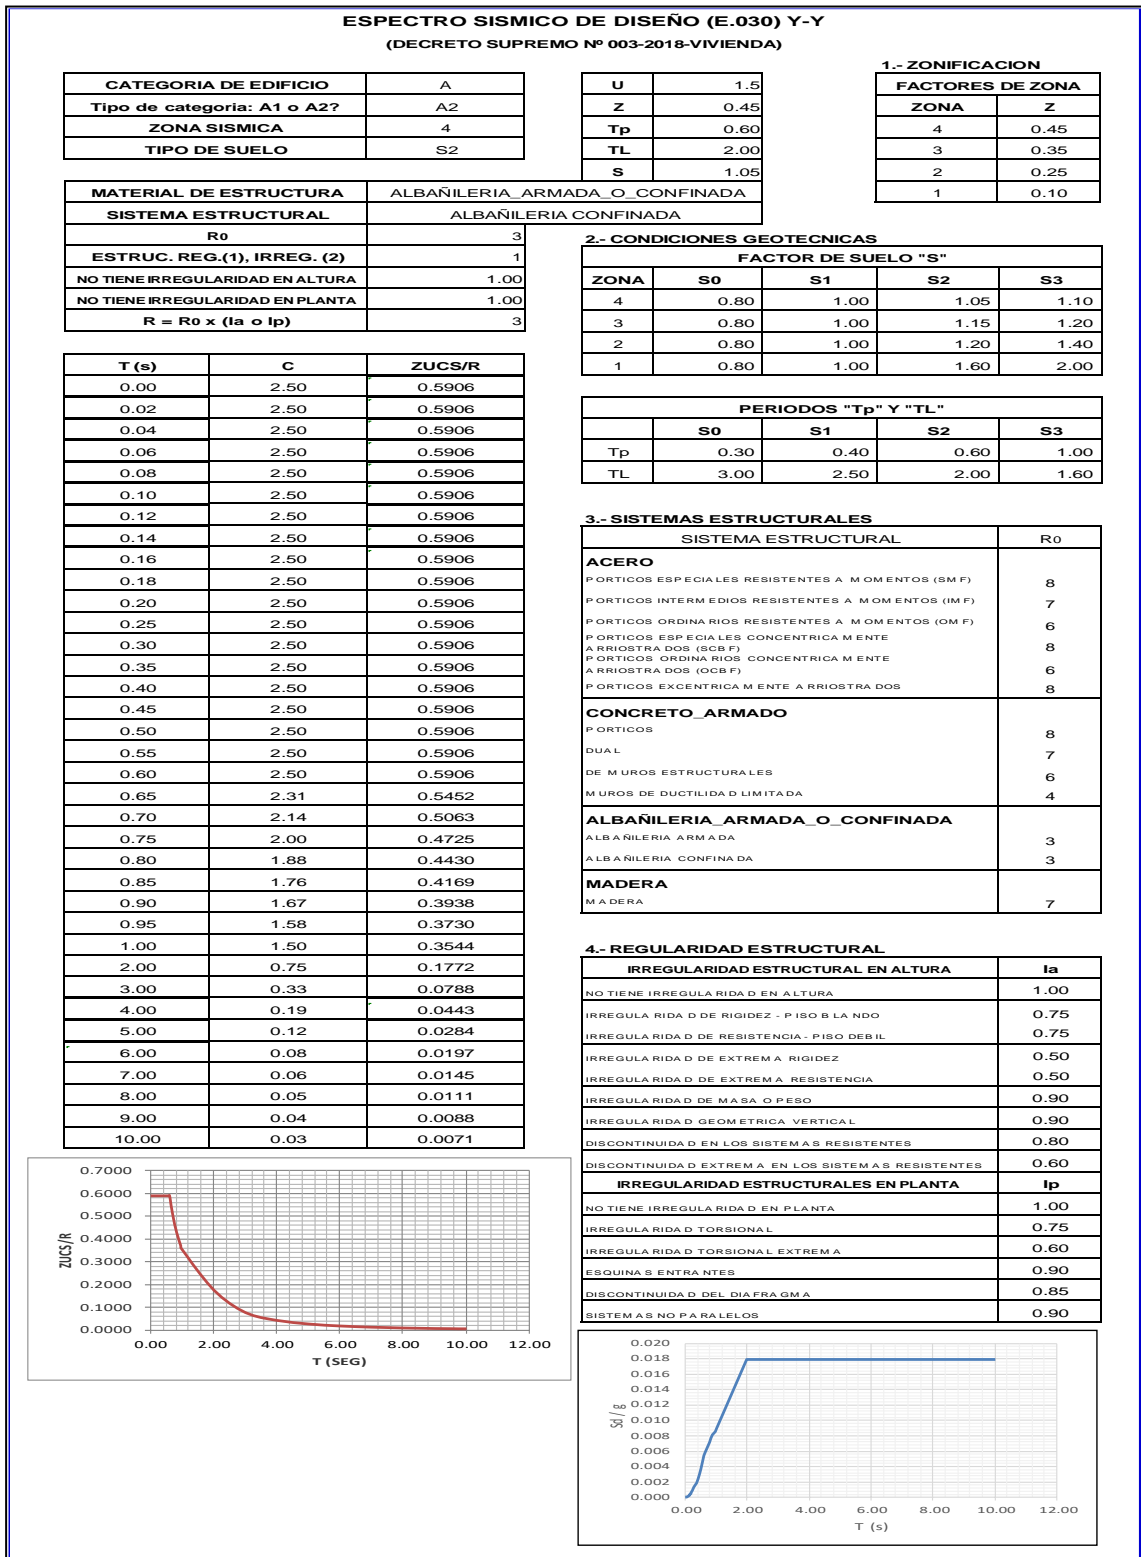 ESPECTRO SISMICO DE DISEÑO (E.030) Y-Y
(DECRETO SUPREMO Nº 003-2018-VIVIENDA)
CATEGORIA DE EDIFICIO A
Tipo de categoria: A1 o A2? A2
ZONA SISMICA 4
TIPO DE SUELO S2
U 1.5
Z 0.45
Tp 0.60
TL 2.00
S 1.05
1.- ZONIFICACION
FACTORES DE ZONA
ZONA Z
4 0.45
3 0.35
2 0.25
1 0.10
MATERIAL DE ESTRUCTURA ALBAÑILERIA_ARMADA_O_CONFINADA
SISTEMA ESTRUCTURAL ALBAÑILERIA CONFINADA
R0 3
ESTRUC. REG.(1), IRREG. (2) 1
NO TIENE IRREGULARIDAD EN ALTURA 1.00
NO TIENE IRREGULARIDAD EN PLANTA 1.00
R = R0 x (Ia o Ip) 3
2.- CONDICIONES GEOTECNICAS
FACTOR DE SUELO "S"
ZONA S0 S1 S2 S3
4 0.80 1.00 1.05 1.10
3 0.80 1.00 1.15 1.20
2 0.80 1.00 1.20 1.40
1 0.80 1.00 1.60 2.00
PERIODOS "Tp" Y "TL"
S0 S1 S2 S3
Tp 0.30 0.40 0.60 1.00
TL 3.00 2.50 2.00 1.60
T (s) C ZUCS/R
0.00 2.50 0.5906
0.02 2.50 0.5906
0.04 2.50 0.5906
0.06 2.50 0.5906
0.08 2.50 0.5906
0.10 2.50 0.5906
0.12 2.50 0.5906
0.14 2.50 0.5906
0.16 2.50 0.5906
0.18 2.50 0.5906
0.20 2.50 0.5906
0.25 2.50 0.5906
0.30 2.50 0.5906
0.35 2.50 0.5906
0.40 2.50 0.5906
0.45 2.50 0.5906
0.50 2.50 0.5906
0.55 2.50 0.5906
0.60 2.50 0.5906
0.65 2.31 0.5452
0.70 2.14 0.5063
0.75 2.00 0.4725
0.80 1.88 0.4430
0.85 1.76 0.4169
0.90 1.67 0.3938
0.95 1.58 0.3730
1.00 1.50 0.3544
2.00 0.75 0.1772
3.00 0.33 0.0788
4.00 0.19 0.0443
5.00 0.12 0.0284
6.00 0.08 0.0197
7.00 0.06 0.0145
8.00 0.05 0.0111
9.00 0.04 0.0088
10.00 0.03 0.0071
3.- SISTEMAS ESTRUCTURALES
SISTEMA ESTRUCTURAL R0
ACERO
PORTICOS ESPECIALES RESISTENTES A MOMENTOS (SMF) 8
PORTICOS INTERMEDIOS RESISTENTES A MOMENTOS (IMF) 7
PORTICOS ORDINARIOS RESISTENTES A MOMENTOS (OMF) 6
PORTICOS ESPECIALES CONCENTRICAMENTE
ARRIOSTRADOS (SCBF) 8
PORTICOS ORDINARIOS CONCENTRICAMENTE
ARRIOSTRADOS (OCBF) 6
PORTICOS EXCENTRICAMENTE ARRIOSTRADOS 8
CONCRETO_ARMADO
PORTICOS 8
DUAL 7
DE MUROS ESTRUCTURALES 6
MUROS DE DUCTILIDAD LIMITADA 4
ALBAÑILERIA_ARMADA_O_CONFINADA
ALBAÑILERIA ARMADA 3
ALBAÑILERIA CONFINADA 3
MADERA
MADERA 7
4.- REGULARIDAD ESTRUCTURAL
IRREGULARIDAD ESTRUCTURAL EN ALTURA Ia
NO TIENE IRREGULARIDAD EN ALTURA 1.00
IRREGULARIDAD DE RIGIDEZ - PISO BLANDO 0.75
IRREGULARIDAD DE RESISTENCIA - PISO DEBIL 0.75
IRREGULARIDAD DE EXTREMA RIGIDEZ 0.50
IRREGULARIDAD DE EXTREMA RESISTENCIA 0.50
IRREGULARIDAD DE MASA O PESO 0.90
IRREGULARIDAD GEOMETRICA VERTICAL 0.90
DISCONTINUIDAD EN LOS SISTEMAS RESISTENTES 0.80
DISCONTINUIDAD EXTREMA EN LOS SISTEMAS RESISTENTES 0.60
IRREGULARIDAD ESTRUCTURALES EN PLANTA Ip
NO TIENE IRREGULARIDAD EN PLANTA 1.00
IRREGULARIDAD TORSIONAL 0.75
IRREGULARIDAD TORSIONAL EXTREMA 0.60
ESQUINAS ENTRANTES 0.90
DISCONTINUIDAD DEL DIAFRAGMA 0.85
SISTEMAS NO PARALELOS 0.90
0.7000
0.6000
0.5000
0.4000
0.3000
0.2000
0.1000
0.0000
ZUCS/R
0.00 2.00 4.00 6.00 8.00 10.00 12.00
T (SEG)
0.020
0.018
0.016
0.014
0.012
0.010
0.008
0.006
0.004
0.002
0.000
Sd / g
0.00 2.00 4.00 6.00 8.00 10.00 12.00
T (s)